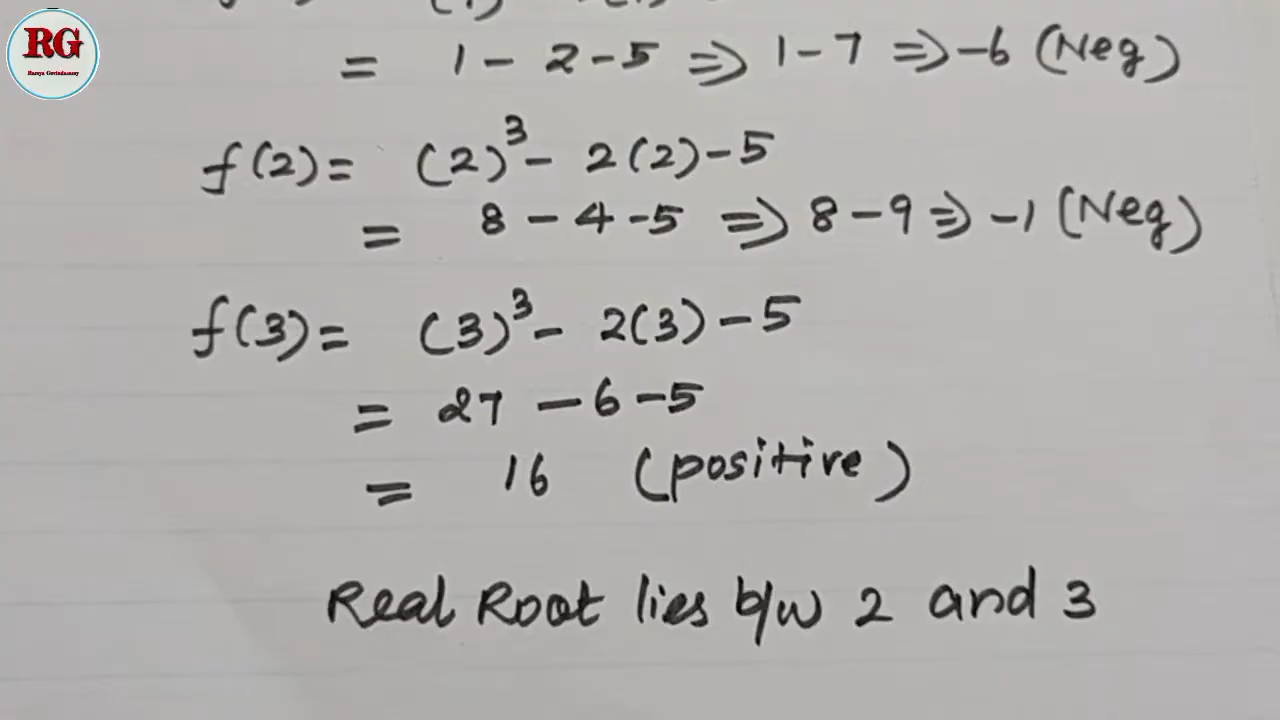 RG
Ramya Govindasamy
= 1 - 2 - 5 => 1 - 7 => -6 (Neg)
f(2) = (2)³ - 2(2) - 5
= 8 - 4 - 5 => 8 - 9 => -1 (Neg)
f(3) = (3)³ - 2(3) - 5
= 27 - 6 - 5
= 16 (positive)
Real Root lies b/w 2 and 3